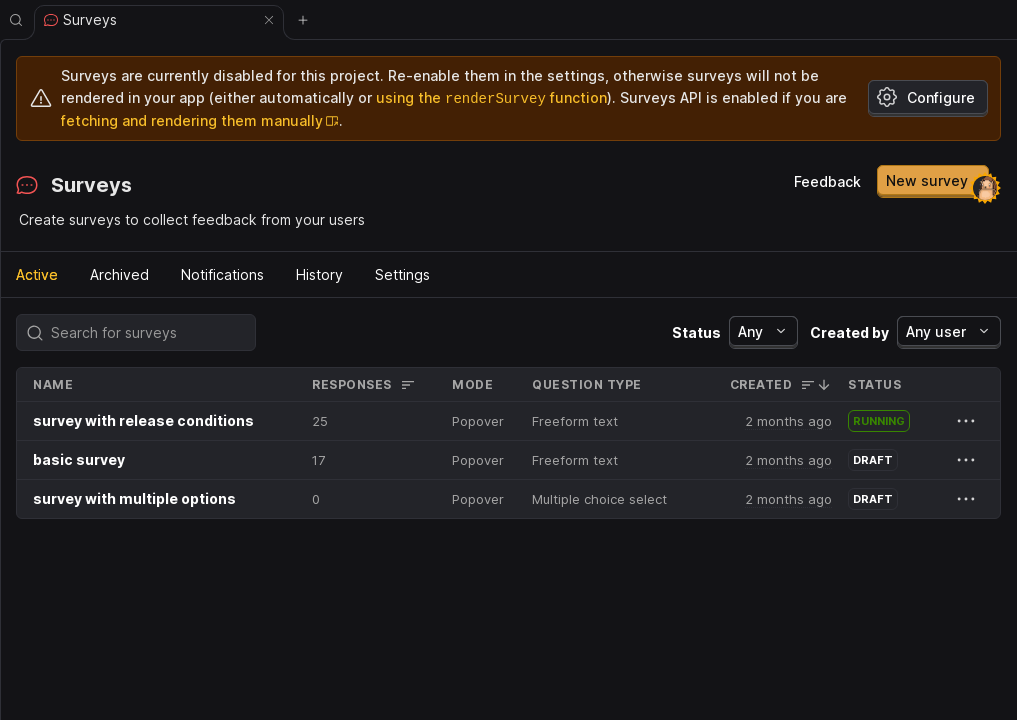 Surveys
Surveys are currently disabled for this project. Re-enable them in the settings, otherwise surveys will not be
rendered in your app (either automatically or using the renderSurvey function). Surveys API is enabled if you are
fetching and rendering them manually.
Configure
Surveys
Feedback
New survey
Create surveys to collect feedback from your users
Active Archived Notifications History Settings
Search for surveys
Status Any Created by Any user
NAME RESPONSES MODE QUESTION TYPE CREATED STATUS
survey with release conditions 25 Popover Freeform text 2 months ago RUNNING
basic survey 17 Popover Freeform text 2 months ago DRAFT
survey with multiple options 0 Popover Multiple choice select 2 months ago DRAFT